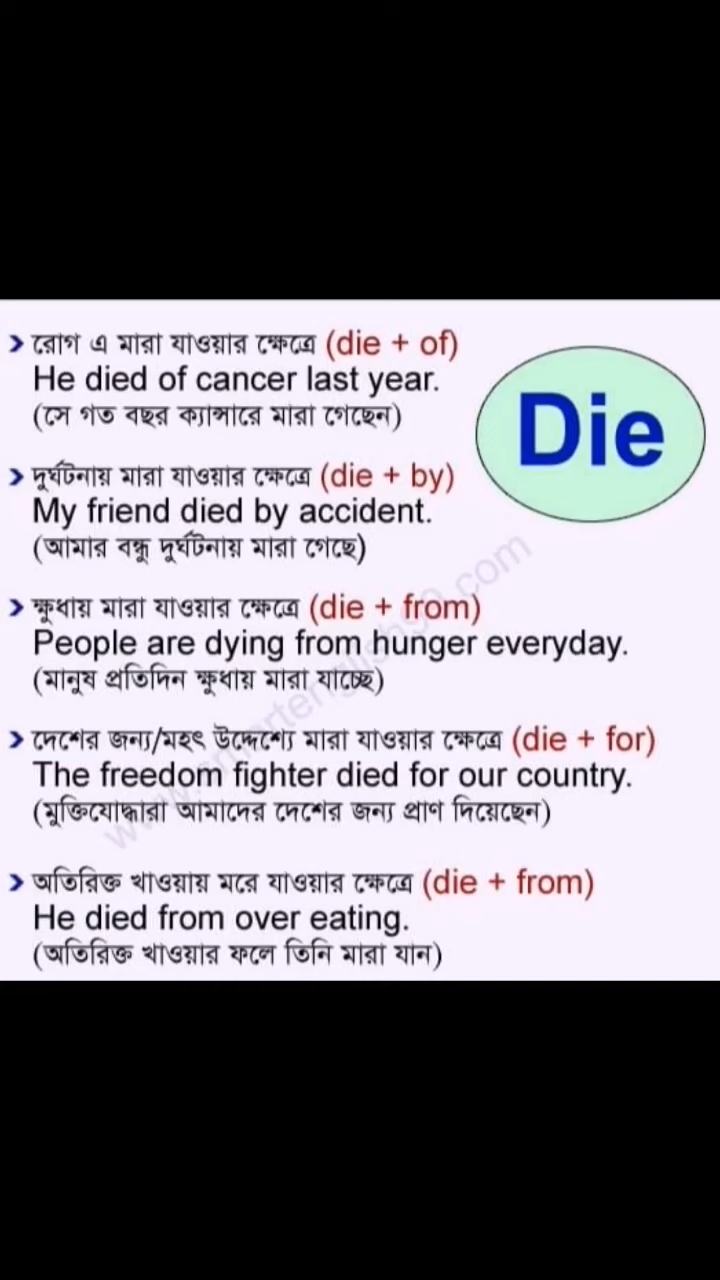 রোগ এ মারা যাওয়ার ক্ষেত্রে (die + of)
He died of cancer last year.
(সে গত বছর ক্যান্সারে মারা গেছেন)
Die
দুর্ঘটনায় মারা যাওয়ার ক্ষেত্রে (die + by)
My friend died by accident.
(আমার বন্ধু দুর্ঘটনায় মারা গেছে)
ক্ষুধায় মারা যাওয়ার ক্ষেত্রে (die + from)
People are dying from hunger everyday.
(মানুষ প্রতিদিন ক্ষুধায় মারা যাচ্ছে)
দেশের জন্য/মহৎ উদ্দেশ্যে মারা যাওয়ার ক্ষেত্রে (die + for)
The freedom fighter died for our country.
(মুক্তিযোদ্ধারা আমাদের দেশের জন্য প্রাণ দিয়েছেন)
অতিরিক্ত খাওয়ায় মরে যাওয়ার ক্ষেত্রে (die + from)
He died from over eating.
(অতিরিক্ত খাওয়ার ফলে তিনি মারা যান)